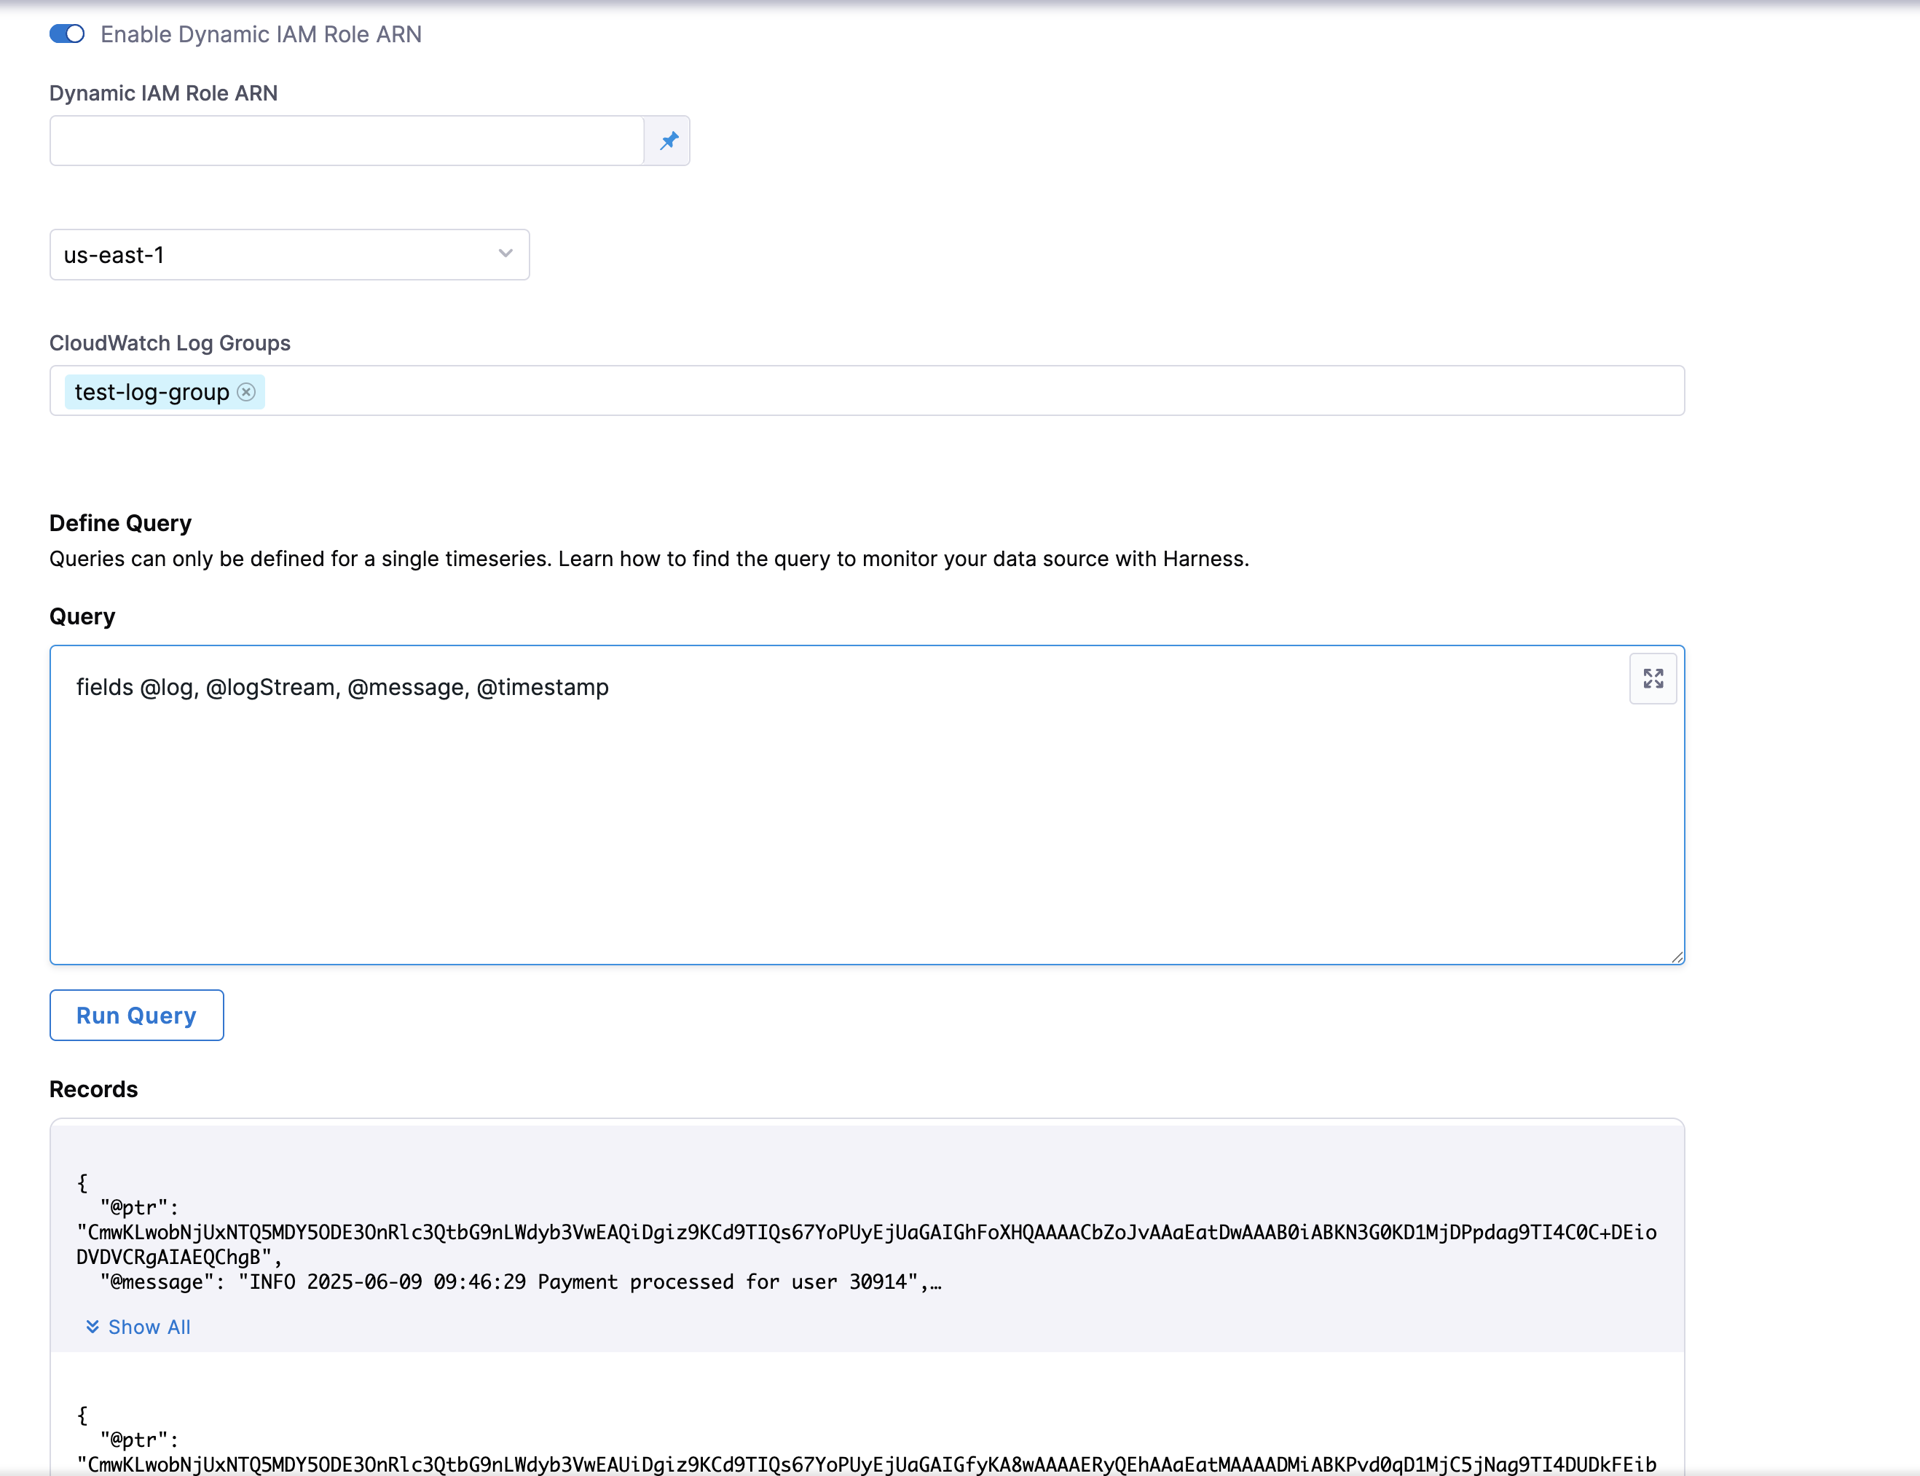 Enable Dynamic IAM Role ARN
Dynamic IAM Role ARN
us-east-1
CloudWatch Log Groups
test-log-group
Define Query
Queries can only be defined for a single timeseries. Learn how to find the query to monitor your data source with Harness.
Query
fields @log, @logStream, @message, @timestamp
Run Query
Records
{
"@ptr":
"CmwKLwobNjUxNTQ5MDY5ODE3OnRlc3QtbG9nLWdyb3VwEAQiDgiz9KCd9TIQs67YoPUyEjUaGAIGhFoXHQAAAACbZoJvAAaEatDwAAAB0iABKN3G0KD1MjDPpdag9TI4C0C+DEio
DVDVCRgAIAEQChgB",
"@message": "INFO 2025-06-09 09:46:29 Payment processed for user 30914",…
Show All
{
"@ptr":
"CmwKLwobNjUxNTQ5MDY5ODE3OnRlc3QtbG9nLWdyb3VwEAUiDgiz9KCd9TIQs67YoPUyEjUaGAIGfyKA8wAAAAERyQEhAAaEatMAAAADMiABKPvd0qD1MjC5jNag9TI4DUDkFEib